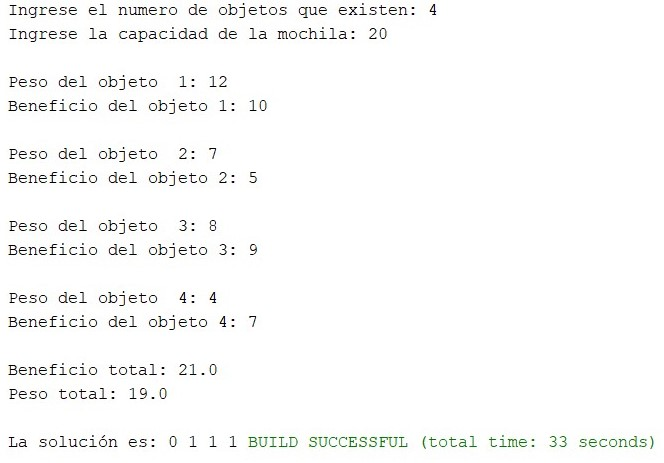 Ingrese el numero de objetos que existen: 4
Ingrese la capacidad de la mochila: 20
Peso del objeto  1: 12
Beneficio del objeto 1: 10
Peso del objeto  2: 7
Beneficio del objeto 2: 5
Peso del objeto  3: 8
Beneficio del objeto 3: 9
Peso del objeto  4: 4
Beneficio del objeto 4: 7
Beneficio total: 21.0
Peso total: 19.0
La solución es: 0 1 1 1 BUILD SUCCESSFUL (total time: 33 seconds)